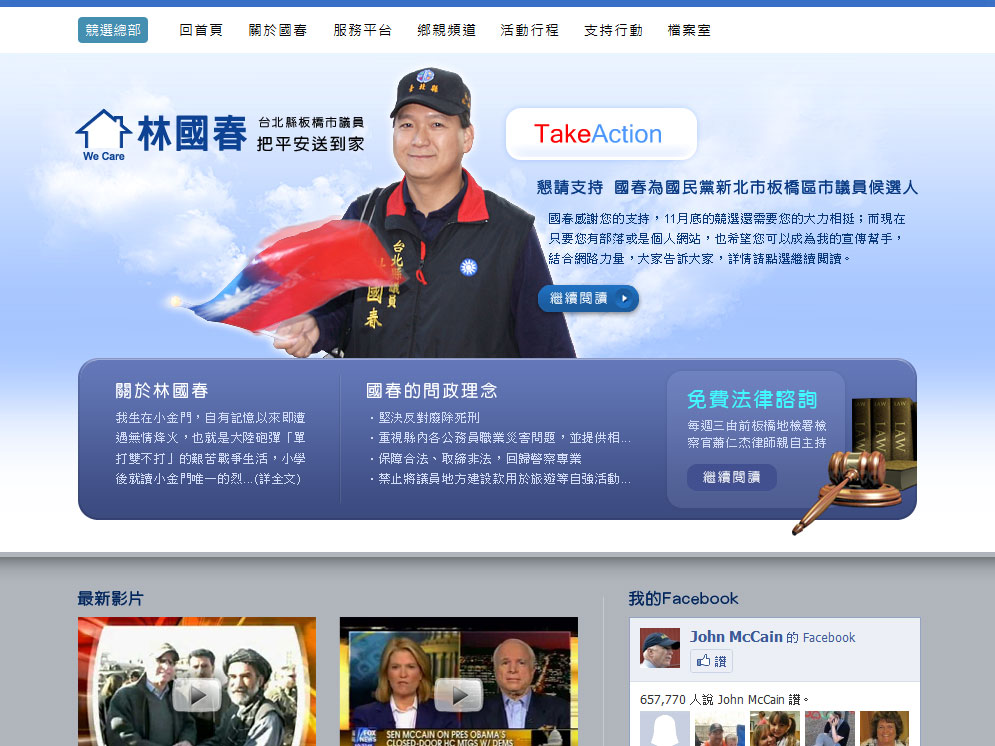 競選總部 回首頁 關於國春 服務平台 鄉親頻道 活動行程 支持行動 檔案室
We Care
林國春
台北縣板橋市議員
把平安送到家
台北縣
台北縣議員
國春
TakeAction
懇請支持 國春為國民黨新北市板橋區市議員候選人
國春感謝您的支持，11月底的競選還需要您的大力相挺；而現在
只要您有部落或是個人網站，也希望您可以成為我的宣傳幫手，
結合網路力量，大家告訴大家，詳情請點選繼續閱讀。
繼續閱讀
關於林國春
我坐在小金門，自有記憶以來即遭
遇無情烽火，也就是大陸砲彈「單
打雙不打」的艱苦戰爭生活，小學
後就讀小金門唯一的烈...(詳全文)
國春的問政理念
．堅決反對廢除死刑
．重視縣內各公務員職業災害問題，並提供相...
．保障合法、取締非法，回歸警察專業
．禁止將議員地方建設款用於旅遊等自強活動...
免費法律諮詢
每週三由前板橋地檢署檢
察官蕭仁杰律師親自主持
繼續閱讀
LAW LAW LAW
LAW
最新影片
FOX
NEWS
SEN MCCAIN ON PRES OBAMA'S
CLOSED-DOOR HC MTGS W/ DEMS
我的Facebook
John McCain 的 Facebook
讚
657,770 人說 John McCain 讚。